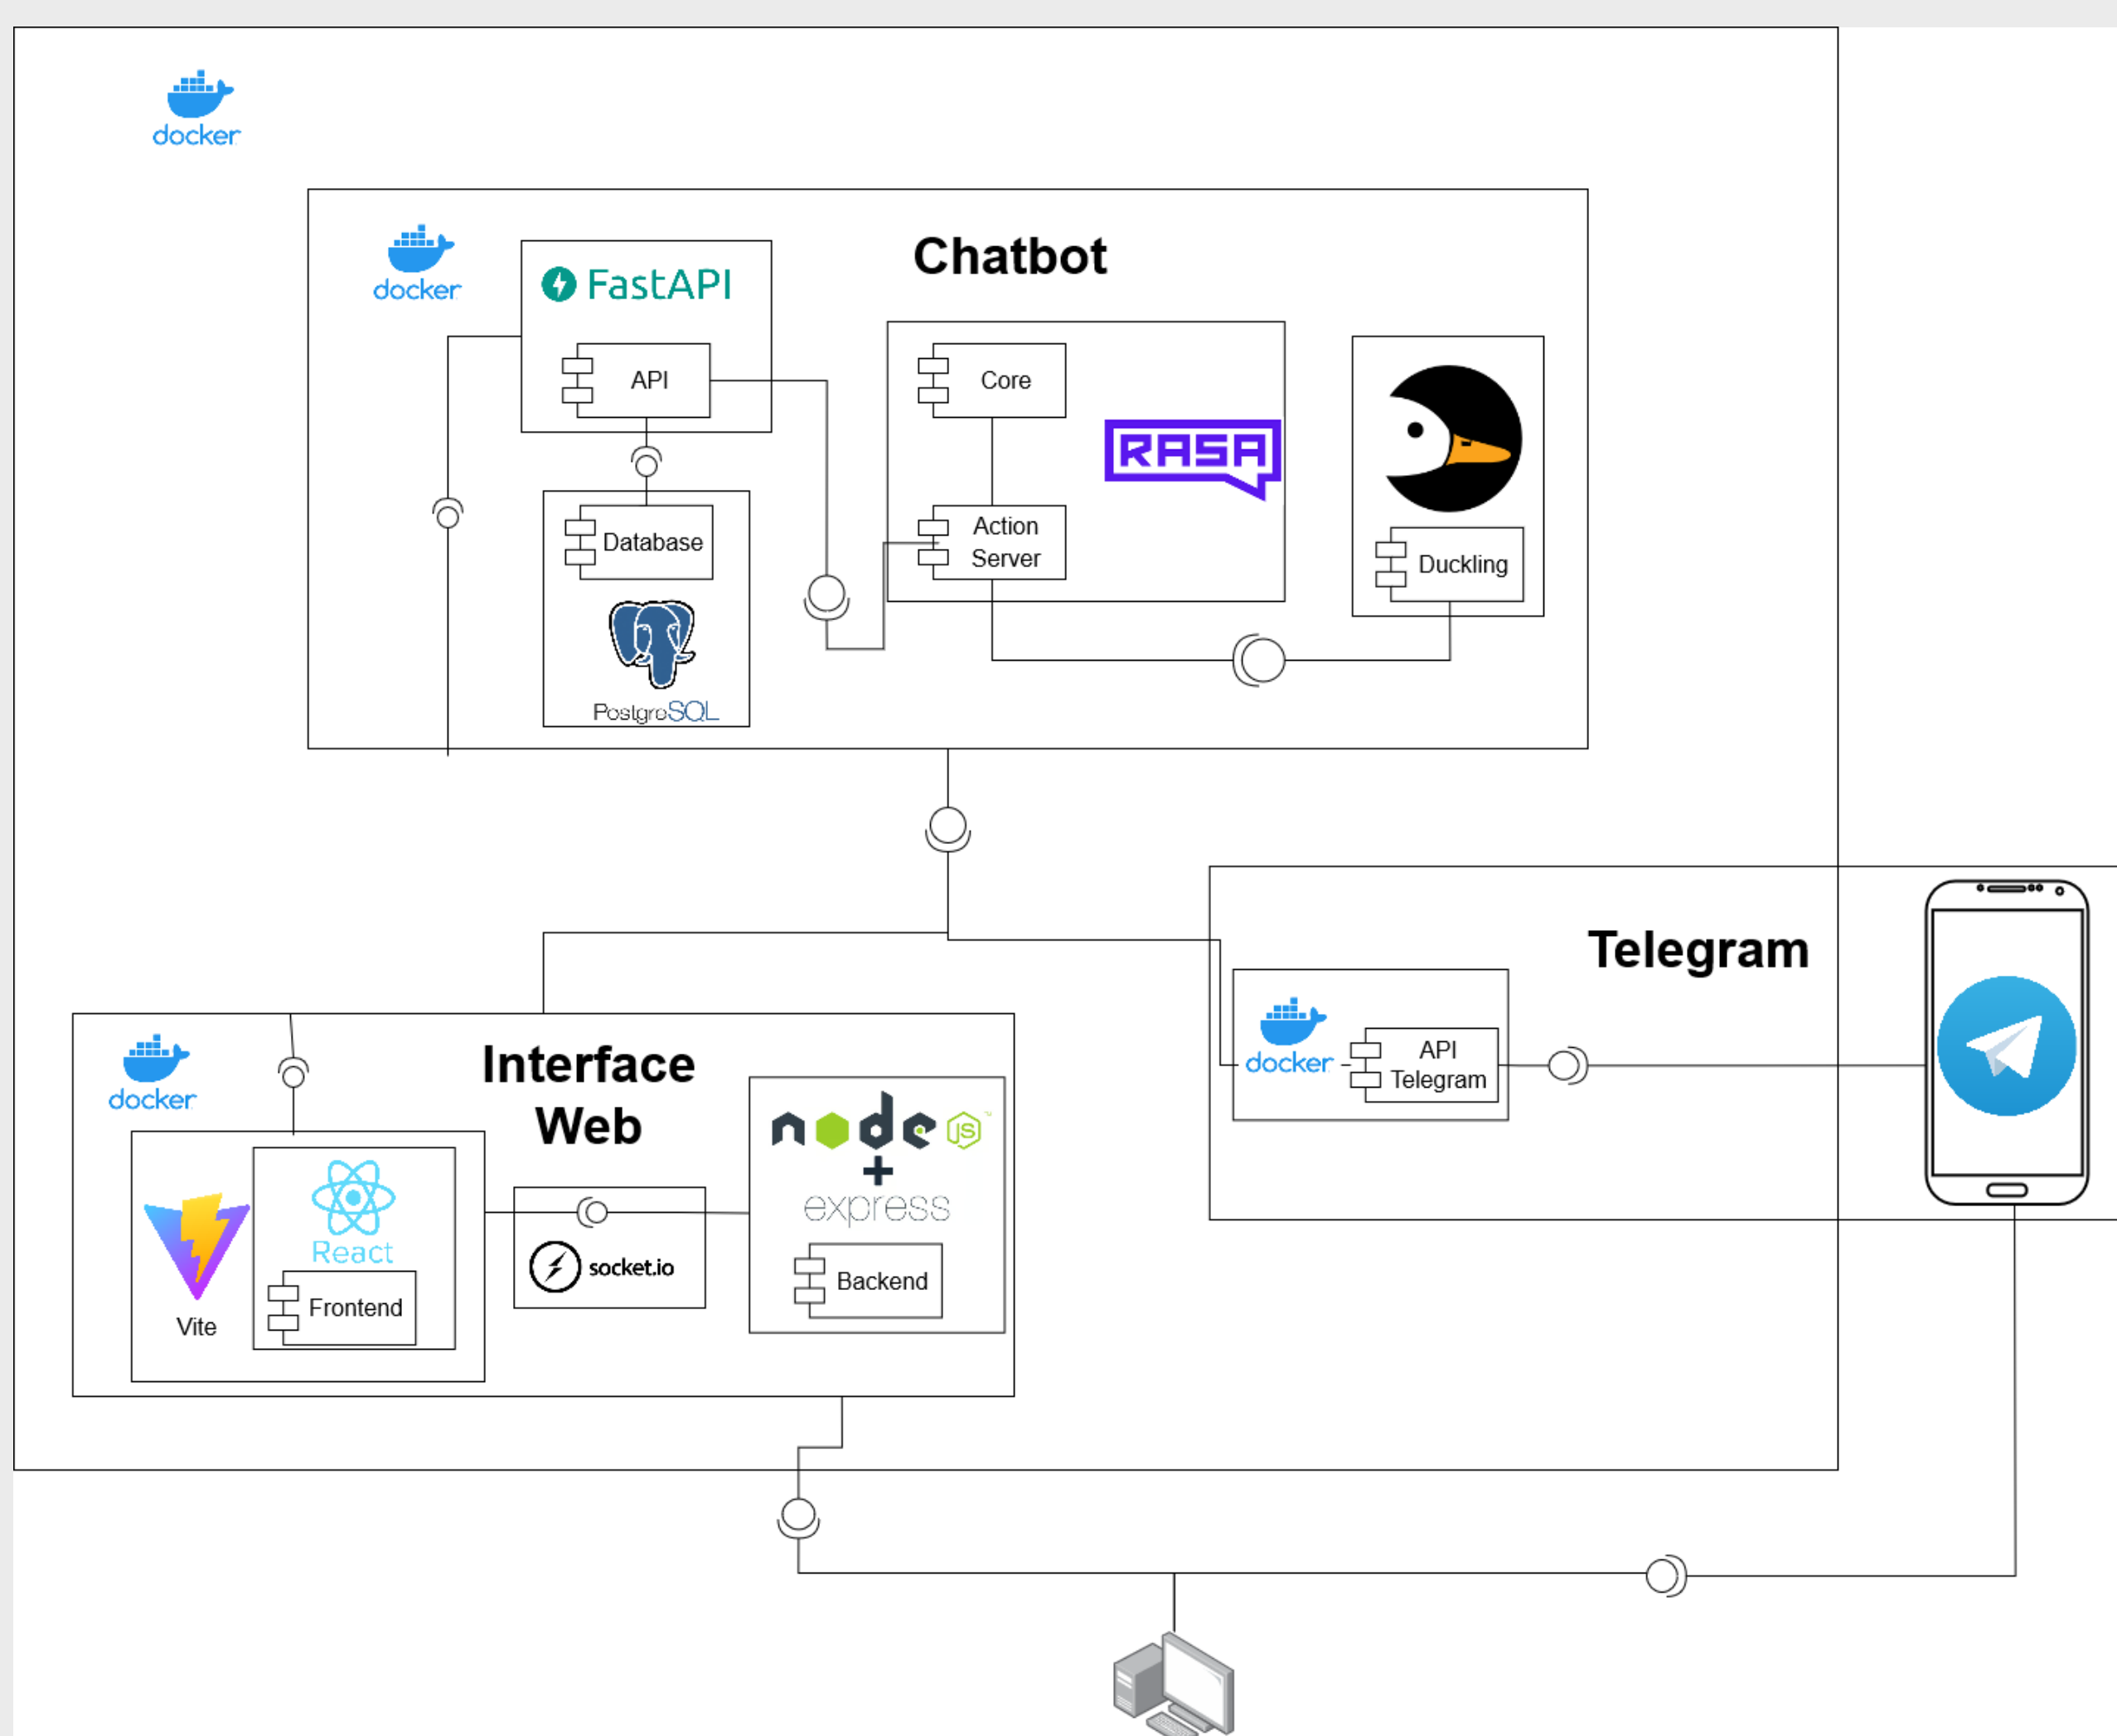 docker
docker
FastAPI
Chatbot
API
Core
RASA
Action
Server
Database
Duckling
PostgreSQL
Telegram
docker
API
Telegram
docker
Interface
Web
node
JS
™
+
express
React
Vite
Frontend
socket.io
Backend